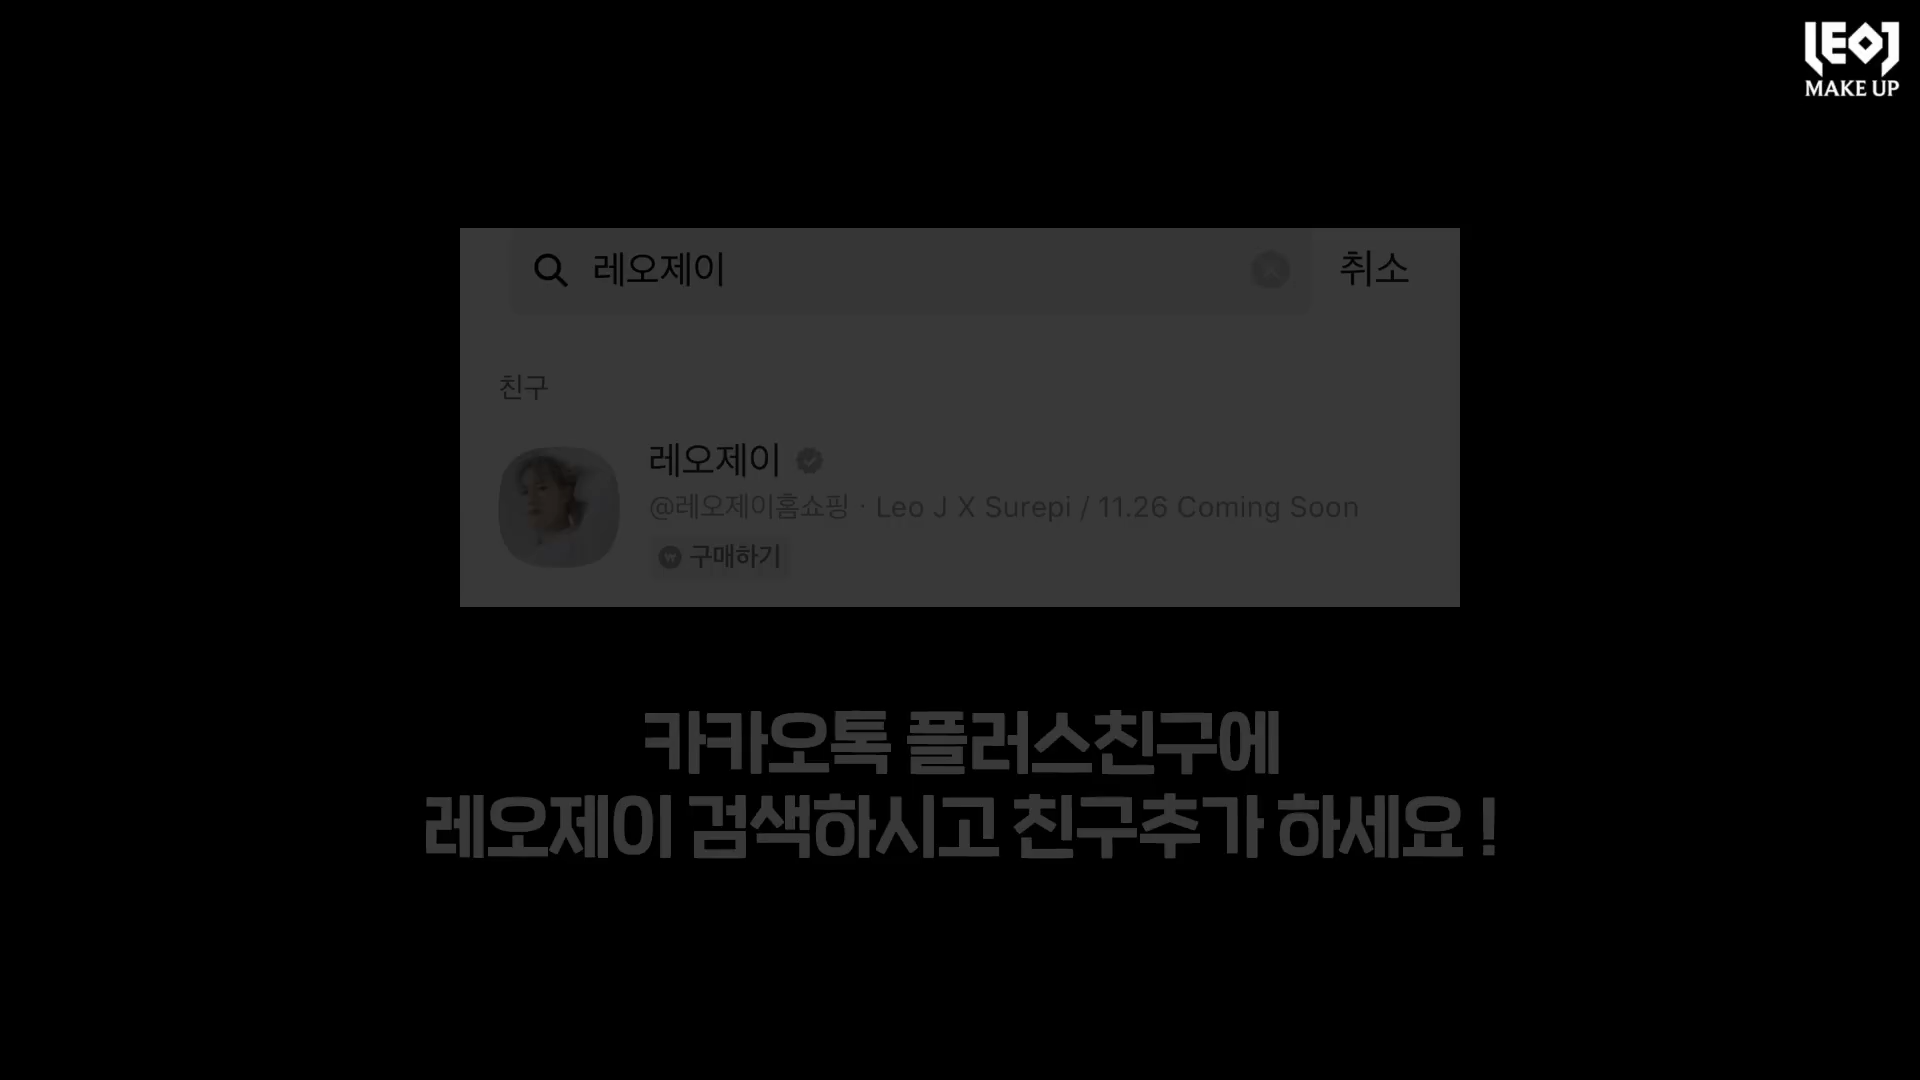 LEOJ
MAKE UP
레오제이
취소
친구
레오제이
@레오제이홈쇼핑 · Leo J X Surepi / 11.26 Coming Soon
₩ 구매하기
카카오톡 플러스친구에
레오제이 검색하시고 친구추가 하세요 !